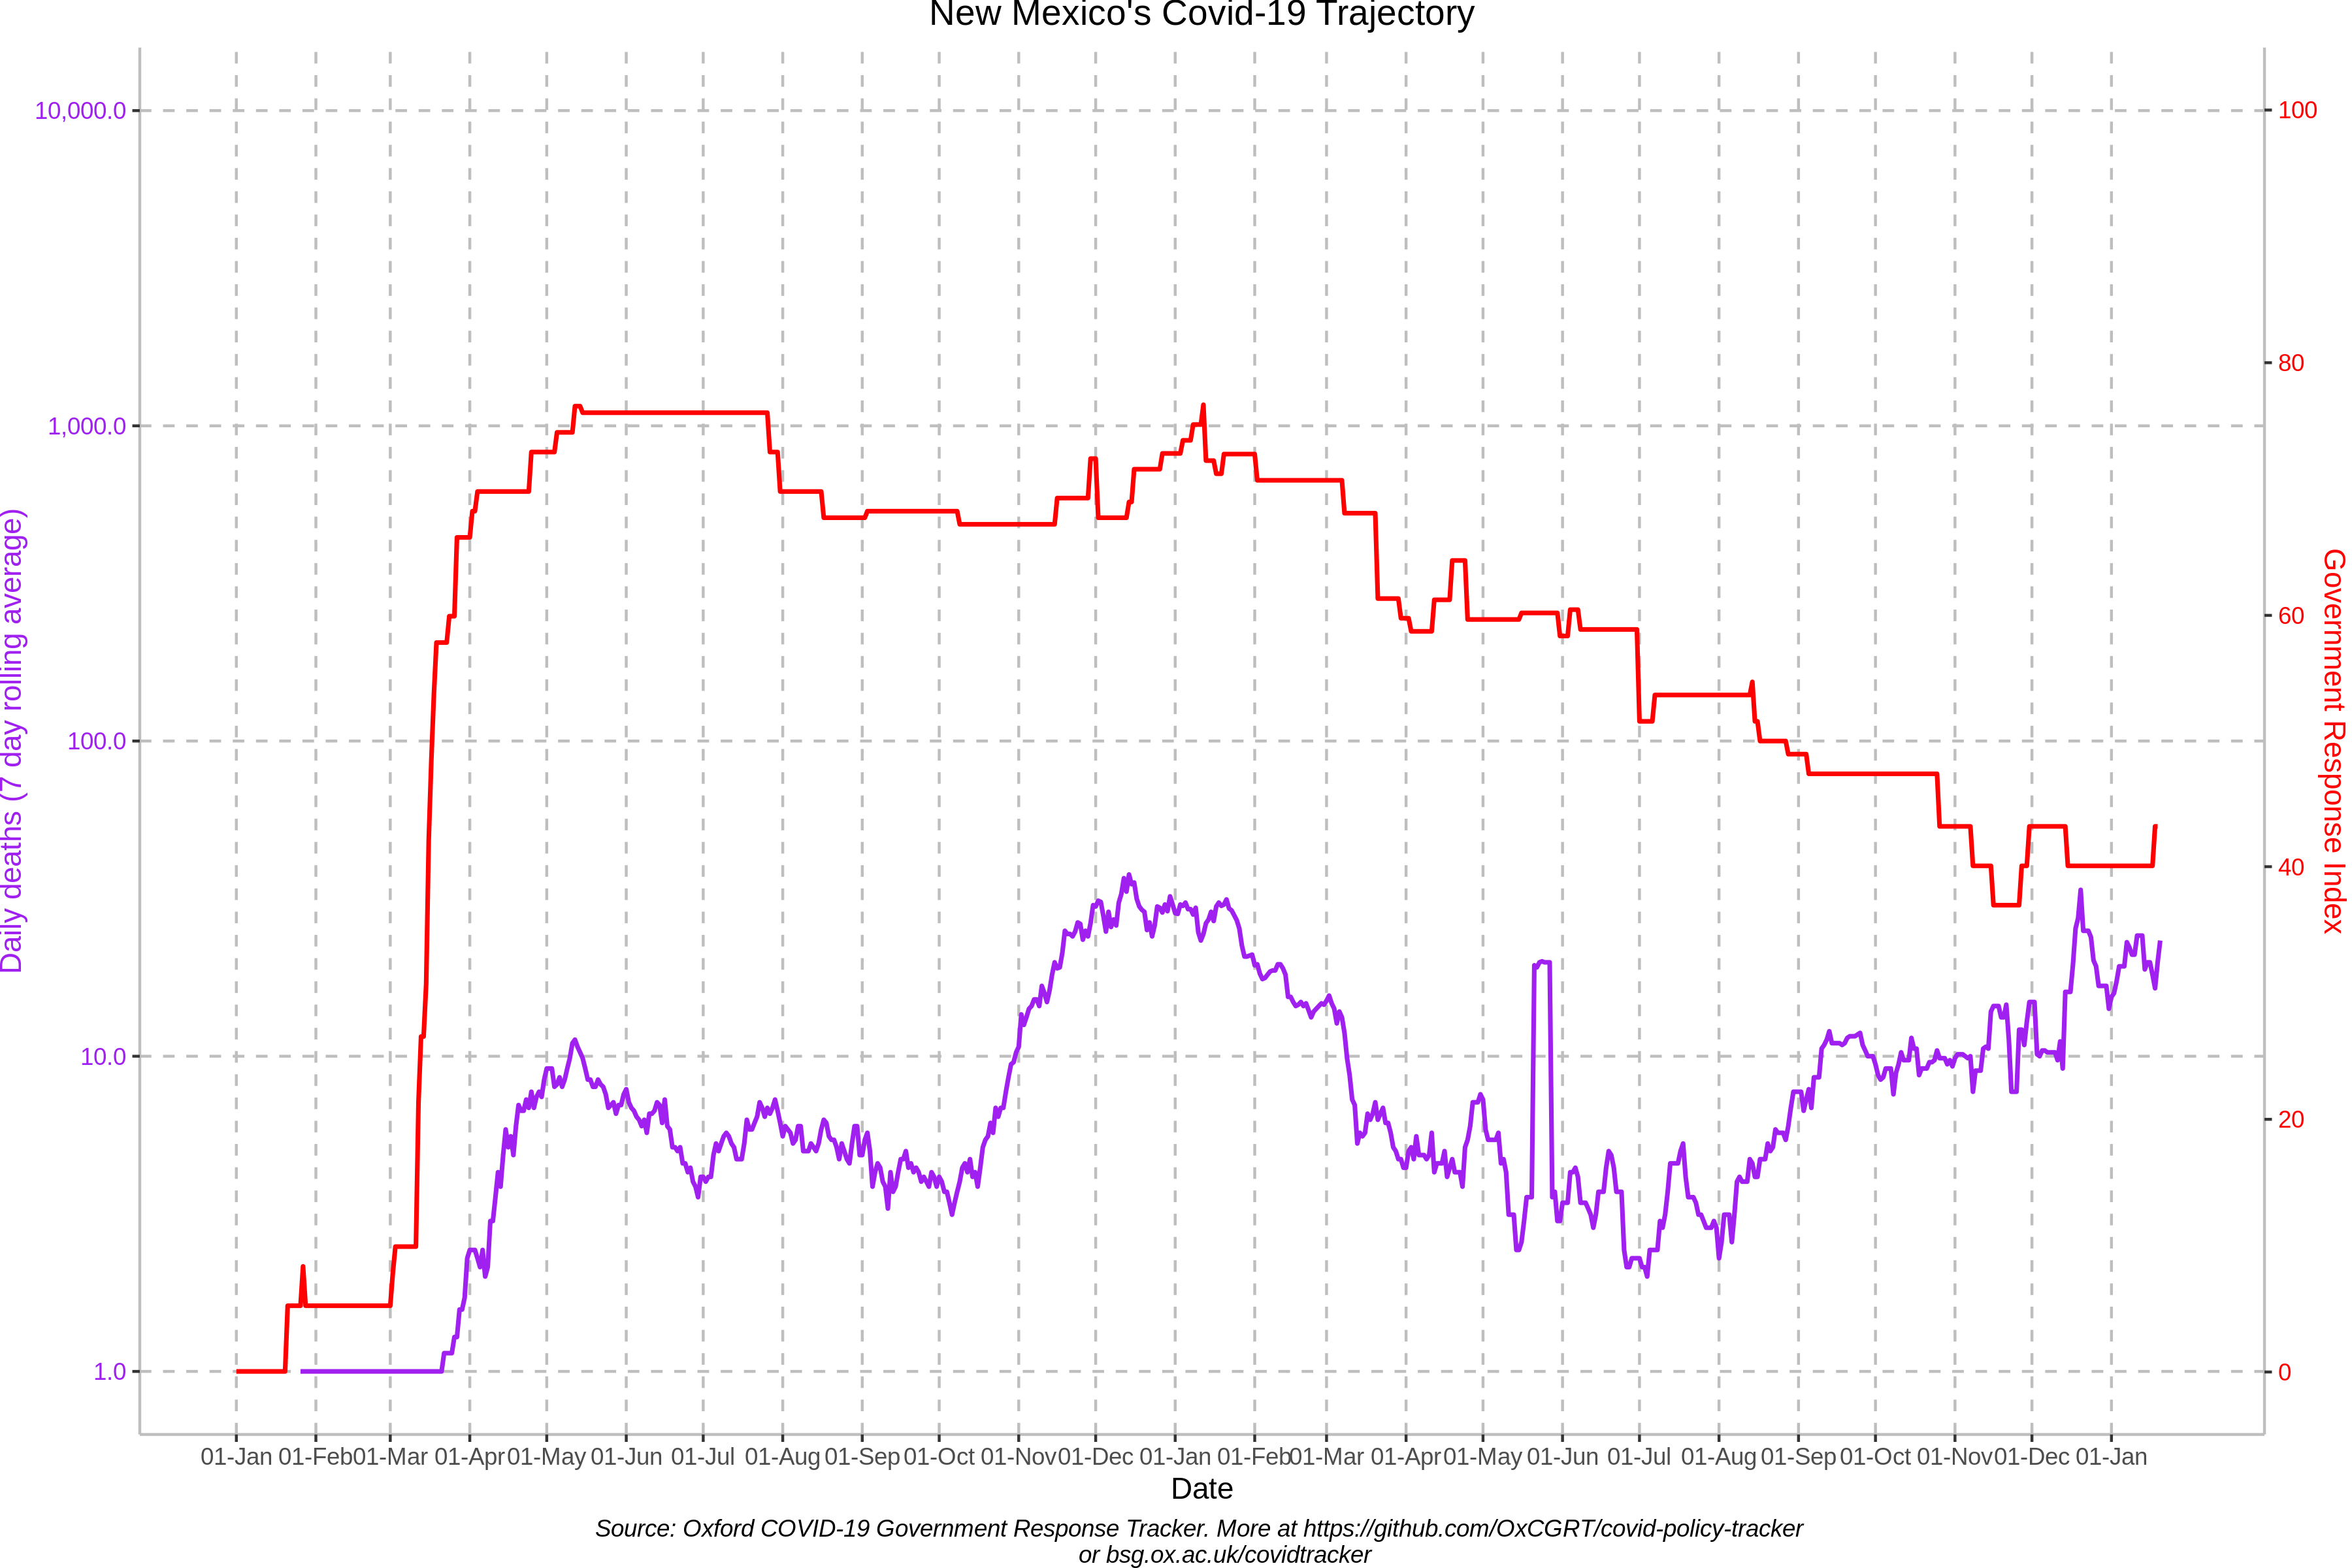 New Mexico's Covid-19 Trajectory
10,000.0
1,000.0
100.0
10.0
1.0
Daily deaths (7 day rolling average)
100
80
60
40
20
0
Government Response Index
01-Jan 01-Feb 01-Mar 01-Apr 01-May 01-Jun 01-Jul 01-Aug 01-Sep 01-Oct 01-Nov 01-Dec 01-Jan 01-Feb 01-Mar 01-Apr 01-May 01-Jun 01-Jul 01-Aug 01-Sep 01-Oct 01-Nov 01-Dec 01-Jan
Date
Source: Oxford COVID-19 Government Response Tracker. More at https://github.com/OxCGRT/covid-policy-tracker
or bsg.ox.ac.uk/covidtracker